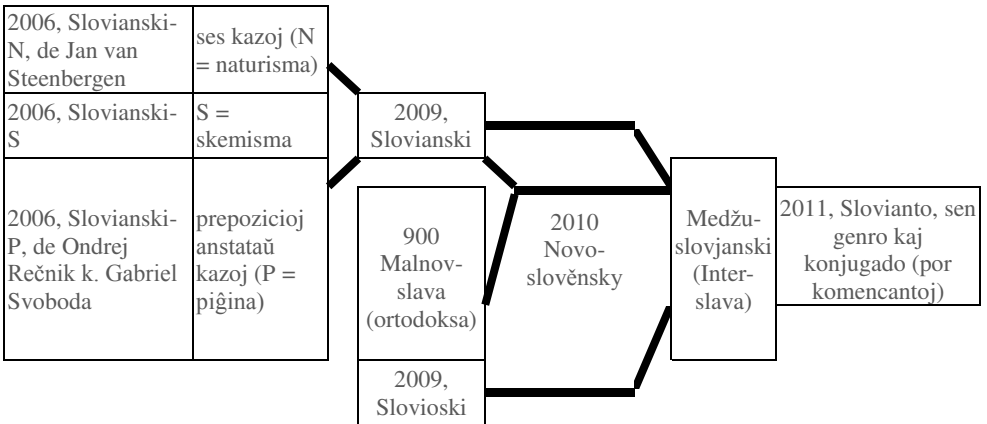 2006, Slovianski-
N, de Jan van
Steenbergen
ses kazoj (N
= naturisma)
2006, Slovianski-
S
S =
skemisma
2006, Slovianski-
P, de Ondrej
Rečnik k. Gabriel
Svoboda
prepozicioj
anstataŭ
kazoj (P =
piĝina)
2009,
Slovianski
900
Malnov-
slava
(ortodoksa)
2009,
Slovioski
2010
Novo-
slověnsky
Medžu-
slovjanski
(Inter-
slava)
2011, Slovianto, sen
genro kaj
konjugado (por
komencantoj)